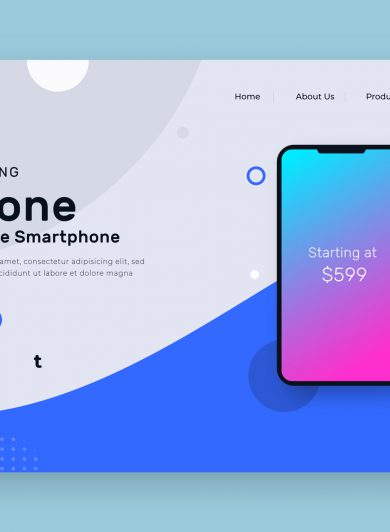 Home
About Us
Produ
NG
one
e Smartphone
amet, consectetur adipisicing elit, sed
cididunt ut labore et dolore magna
t
Starting at
$599